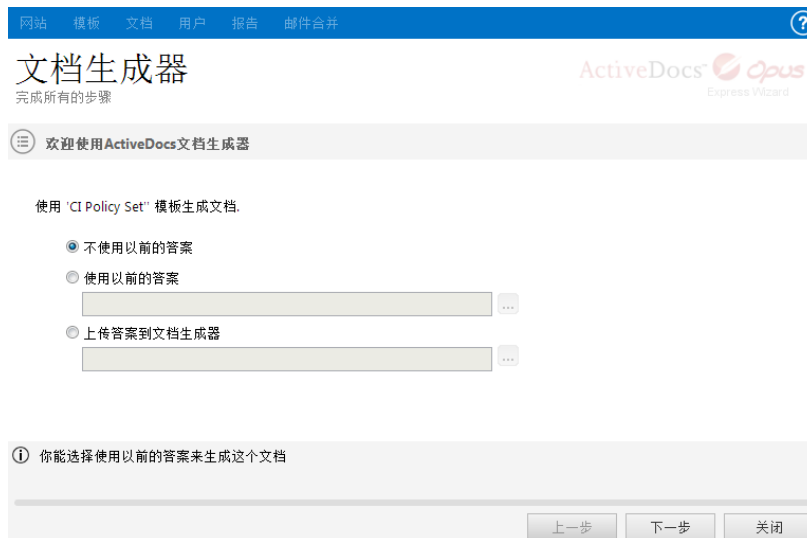 网站 模板 文档 用户 报告 邮件合并 ?
文档生成器
完成所有的步骤
ActiveDocs™ Opus
Express Wizard
欢迎使用ActiveDocs文档生成器
使用 'CI Policy Set" 模板生成文档.
不使用以前的答案
使用以前的答案
...
上传答案到文档生成器
...
你能选择使用以前的答案来生成这个文档
上一步 下一步 关闭